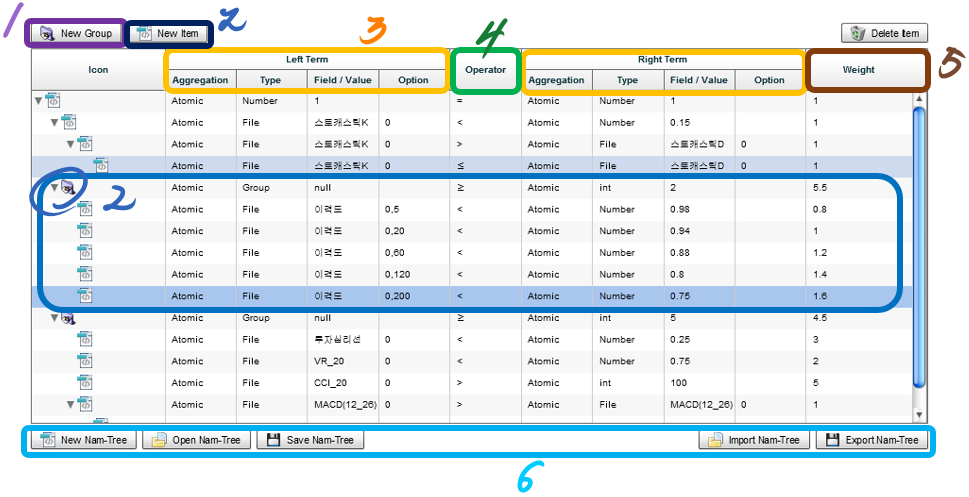 1 New Group New Item 2 3 4 Delete Item 5
Left Term Right Term
Icon Operator Weight
Aggregation Type Field / Value Option Aggregation Type Field / Value Option
Atomic Number 1 = Atomic Number 1 1
Atomic File 스토캐스틱K 0 < Atomic Number 0.15 1
Atomic File 스토캐스틱K 0 > Atomic File 스토캐스틱D 0 1
Atomic File 스토캐스틱K 0 ≤ Atomic File 스토캐스틱D 0 1
2 Atomic Group null ≥ Atomic int 2 5.5
Atomic File 이격도 0,5 < Atomic Number 0.98 0.8
Atomic File 이격도 0,20 < Atomic Number 0.94 1
Atomic File 이격도 0,60 < Atomic Number 0.88 1.2
Atomic File 이격도 0,120 < Atomic Number 0.8 1.4
Atomic File 이격도 0,200 < Atomic Number 0.75 1.6
Atomic Group null ≥ Atomic int 5 4.5
Atomic File 투자심리선 0 < Atomic Number 0.25 3
Atomic File VR_20 0 < Atomic Number 0.75 2
Atomic File CCI_20 0 > Atomic int 100 5
Atomic File MACD(12_26) 0 > Atomic File MACD(12_26) 0 1
New Nam-Tree Open Nam-Tree Save Nam-Tree Import Nam-Tree Export Nam-Tree
6